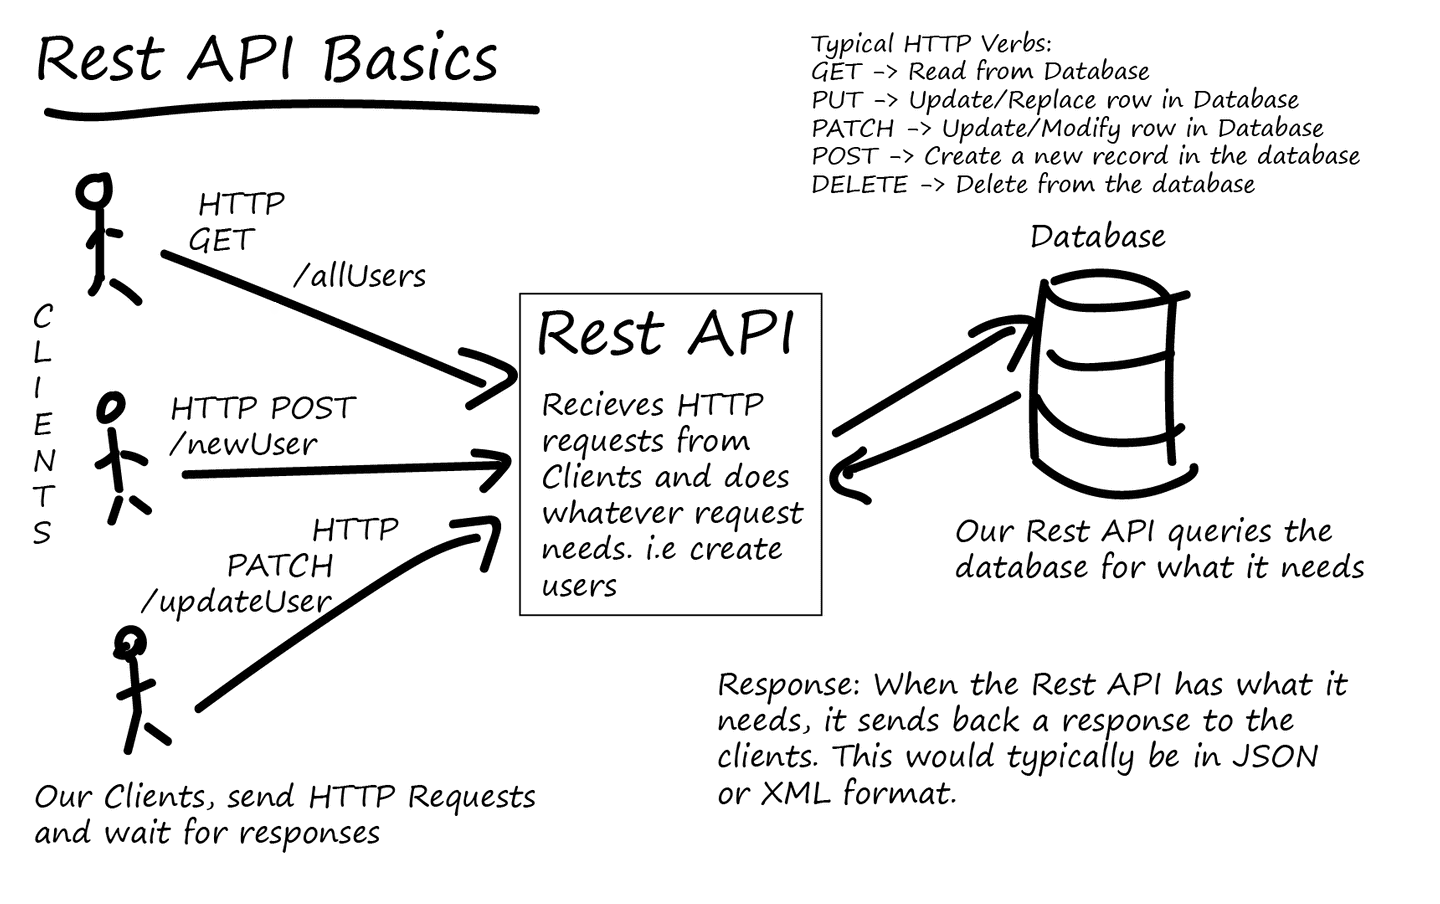 Rest API Basics
Typical HTTP Verbs:
GET -> Read from Database
PUT -> Update/Replace row in Database
PATCH -> Update/Modify row in Database
POST -> Create a new record in the database
DELETE -> Delete from the database
CLIENTS
HTTP
GET
/allUsers
HTTP POST
/newUser
HTTP
PATCH
/updateUser
Our Clients, send HTTP Requests
and wait for responses
Rest API
Recieves HTTP
requests from
Clients and does
whatever request
needs. i.e create
users
Database
Our Rest API queries the
database for what it needs
Response: When the Rest API has what it
needs, it sends back a response to the
clients. This would typically be in JSON
or XML format.